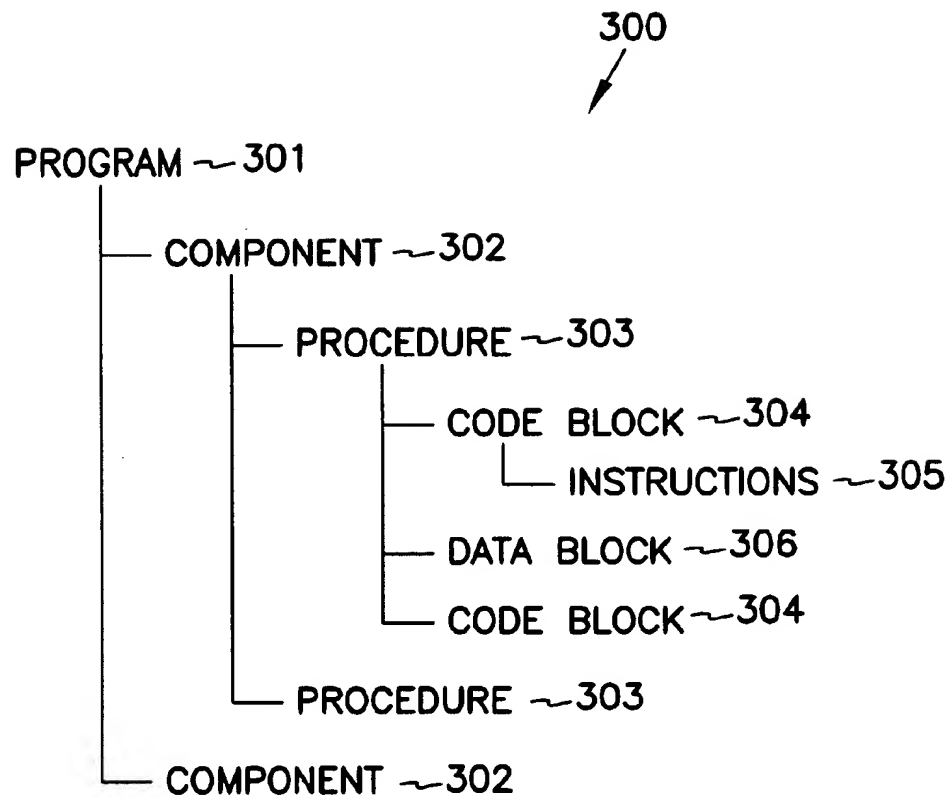 300
PROGRAM ~ 301
COMPONENT ~ 302
PROCEDURE ~ 303
CODE BLOCK ~ 304
INSTRUCTIONS ~ 305
DATA BLOCK ~ 306
CODE BLOCK ~ 304
PROCEDURE ~ 303
COMPONENT ~ 302